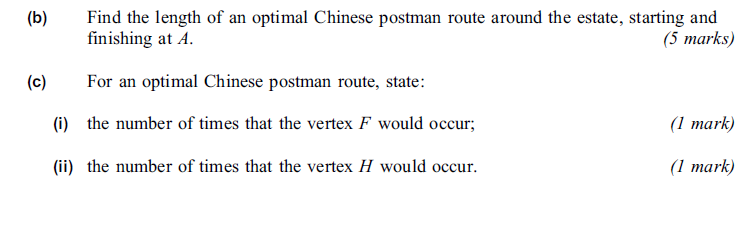 (b) Find the length of an optimal Chinese postman route around the estate, starting and
finishing at A. (5 marks)
(c) For an optimal Chinese postman route, state:
(i) the number of times that the vertex F would occur; (1 mark)
(ii) the number of times that the vertex H would occur. (1 mark)